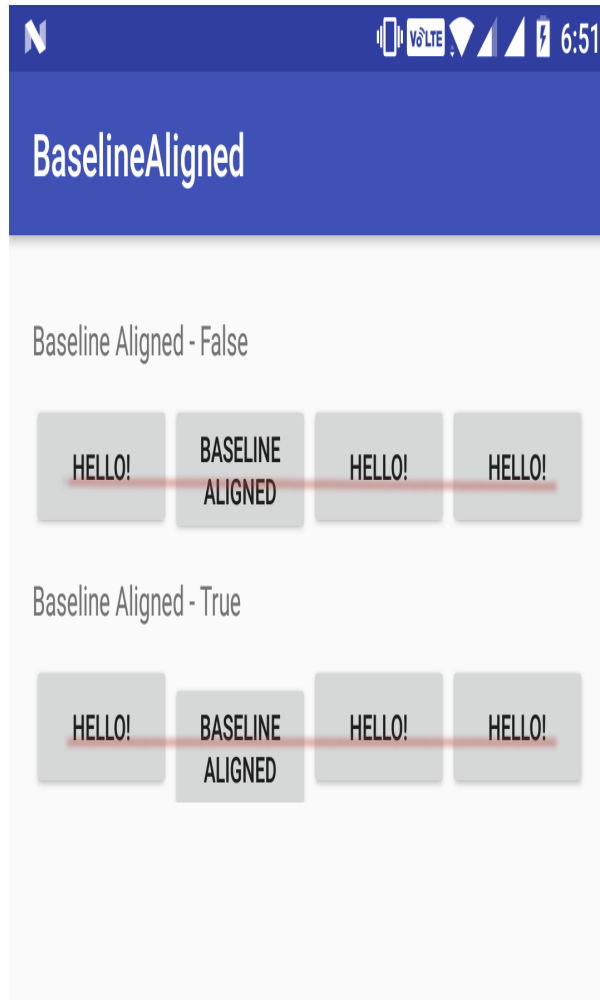 VoLTE 6:51
BaselineAligned
Baseline Aligned - False
HELLO! BASELINE ALIGNED HELLO! HELLO!
Baseline Aligned - True
HELLO! BASELINE ALIGNED HELLO! HELLO!